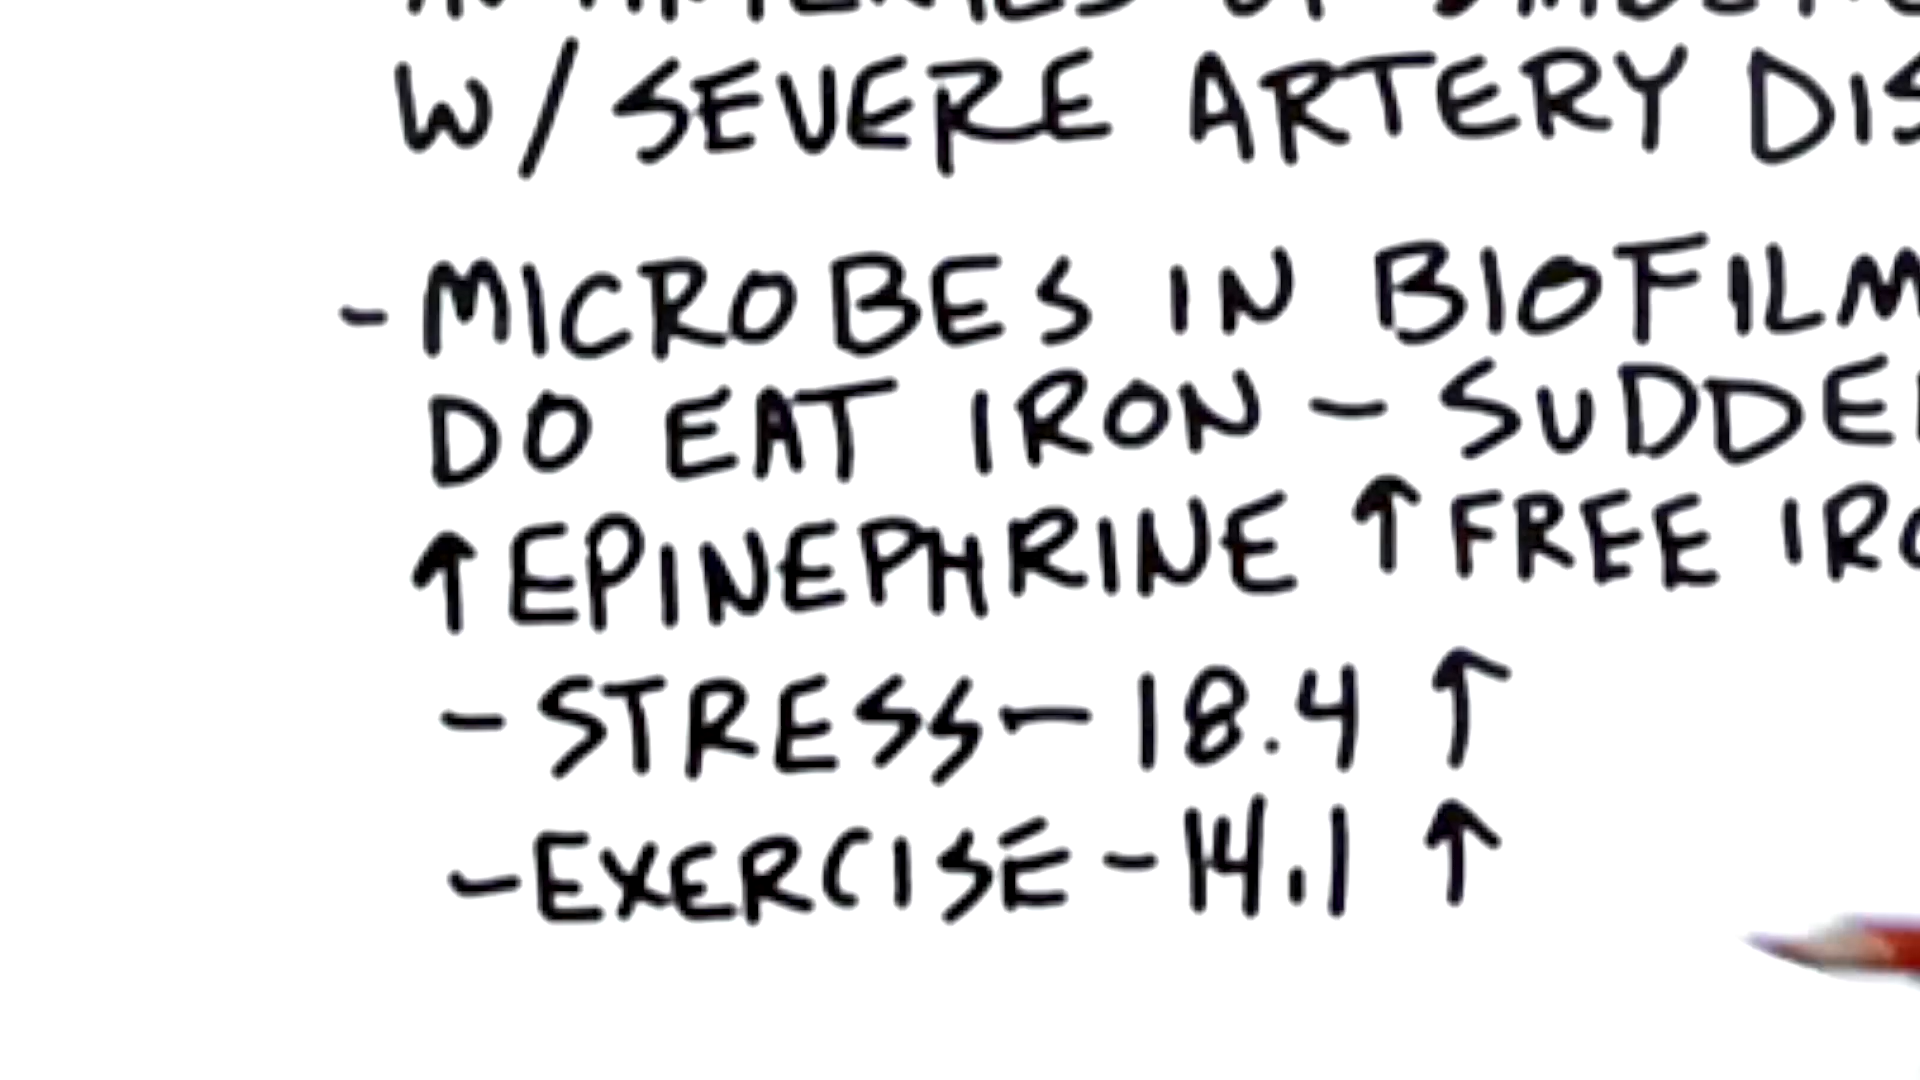 W/ SEVERE ARTERY
- MICROBES IN
DO EAT IRON -
↑ EPINEPHRINE ↑ FREE
- STRESS - 18.4 ↑
- EXERCISE - 14.1 ↑